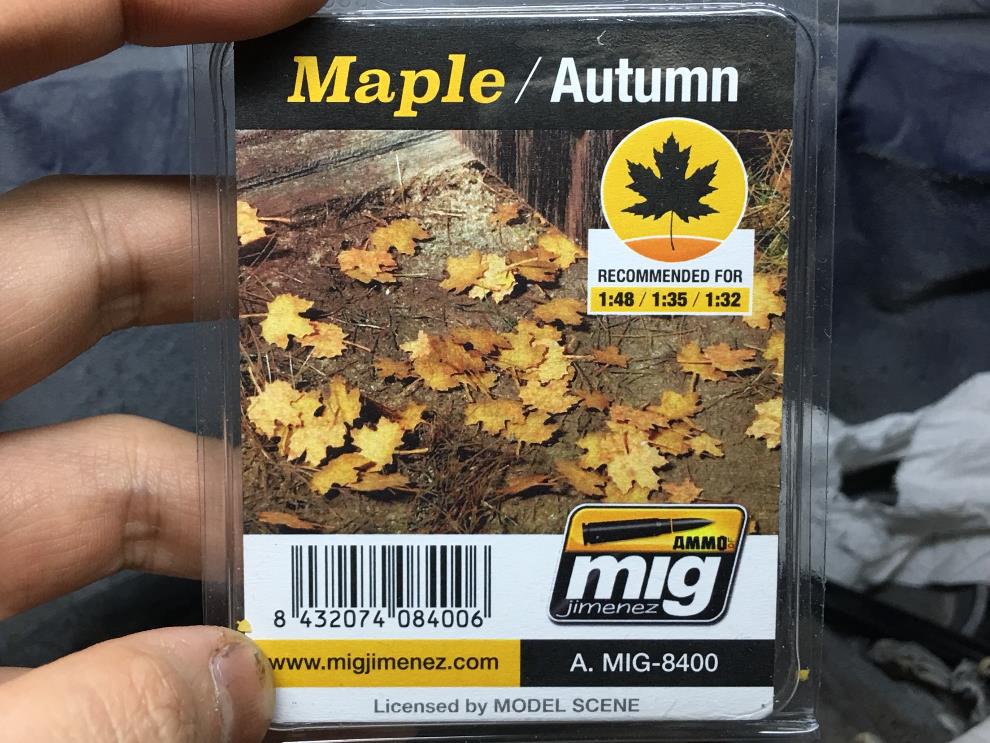 Maple / Autumn
RECOMMENDED FOR
1:48 / 1:35 / 1:32
AMMO
mig
jimenez
8 432074 084006
www.migjimenez.com
A. MIG-8400
Licensed by MODEL SCENE